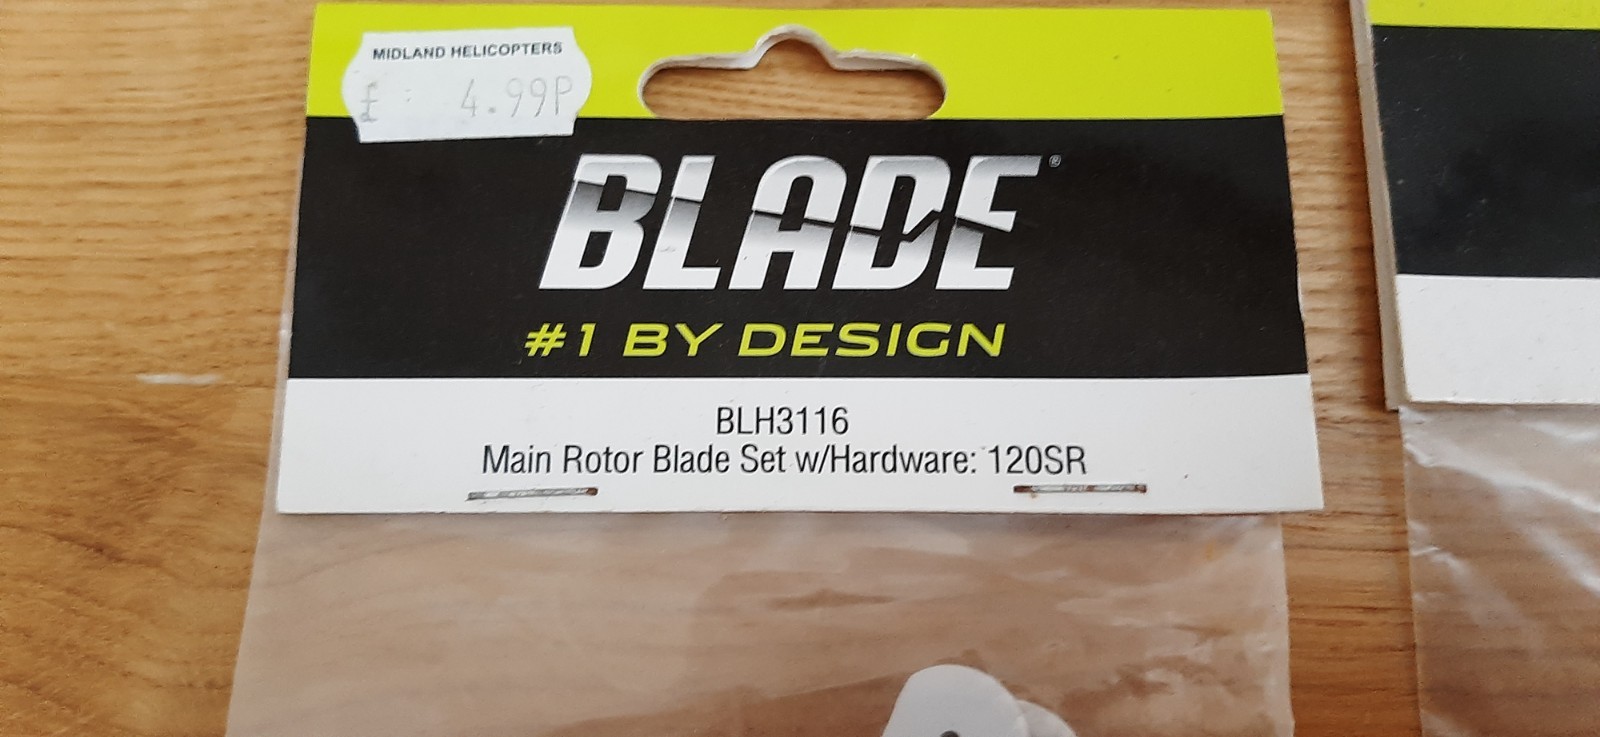 MIDLAND HELICOPTERS
£ : 4.99P
BLADE®
#1 BY DESIGN
BLH3116
Main Rotor Blade Set w/Hardware: 120SR